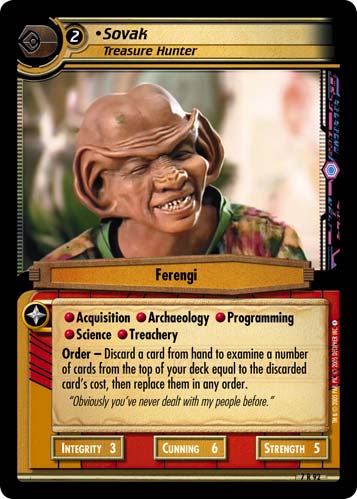 2
•Sovak
Treasure Hunter
Ferengi
Acquisition Archaeology Programming
Science Treachery
Order – Discard a card from hand to examine a number
of cards from the top of your deck equal to the discarded
card's cost, then replace them in any order.
"Obviously you've never dealt with my people before."
INTEGRITY 3 CUNNING 6 STRENGTH 5
7 R 92